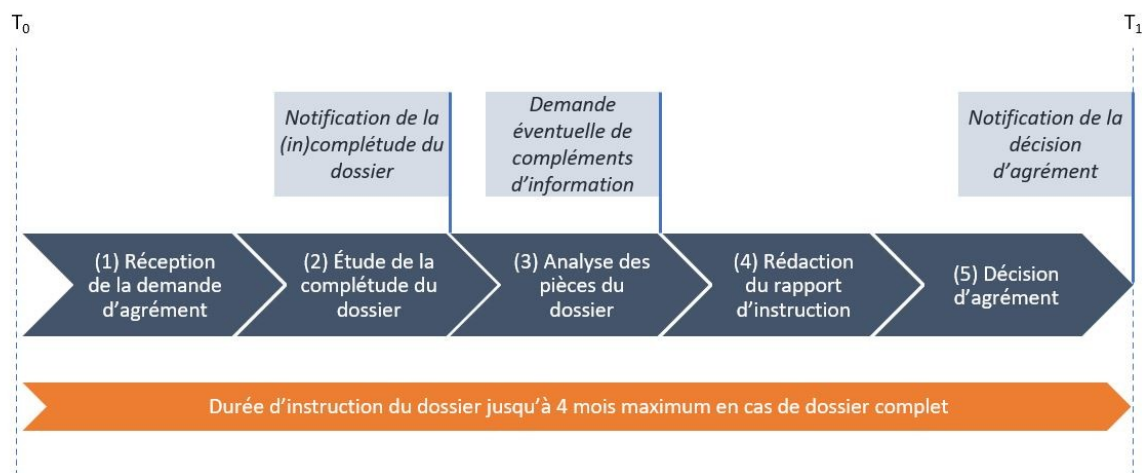 T0
T1
Notification de la
(in)complétude du
dossier
Demande
éventuelle de
compléments
d'information
Notification de la
décision
d'agrément
(1) Réception
de la demande
d'agrément
(2) Étude de la
complétude du
dossier
(3) Analyse des
pièces du
dossier
(4) Rédaction
du rapport
d'instruction
(5) Décision
d'agrément
Durée d'instruction du dossier jusqu'à 4 mois maximum en cas de dossier complet